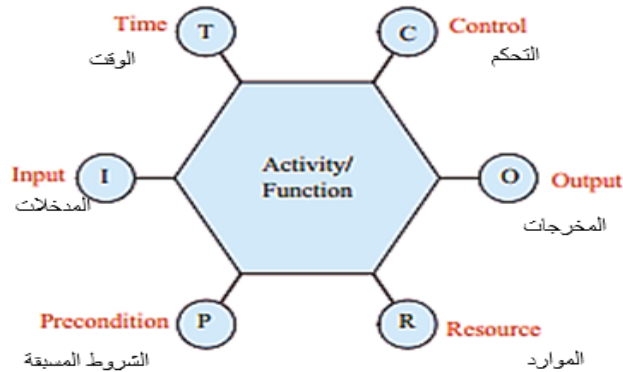 Time
T
C
Control
الوقت
التحكم
Activity/
Function
Input
I
O
Output
المدخلات
المخرجات
Precondition
P
R
Resource
الشروط المسبقة
الموارد